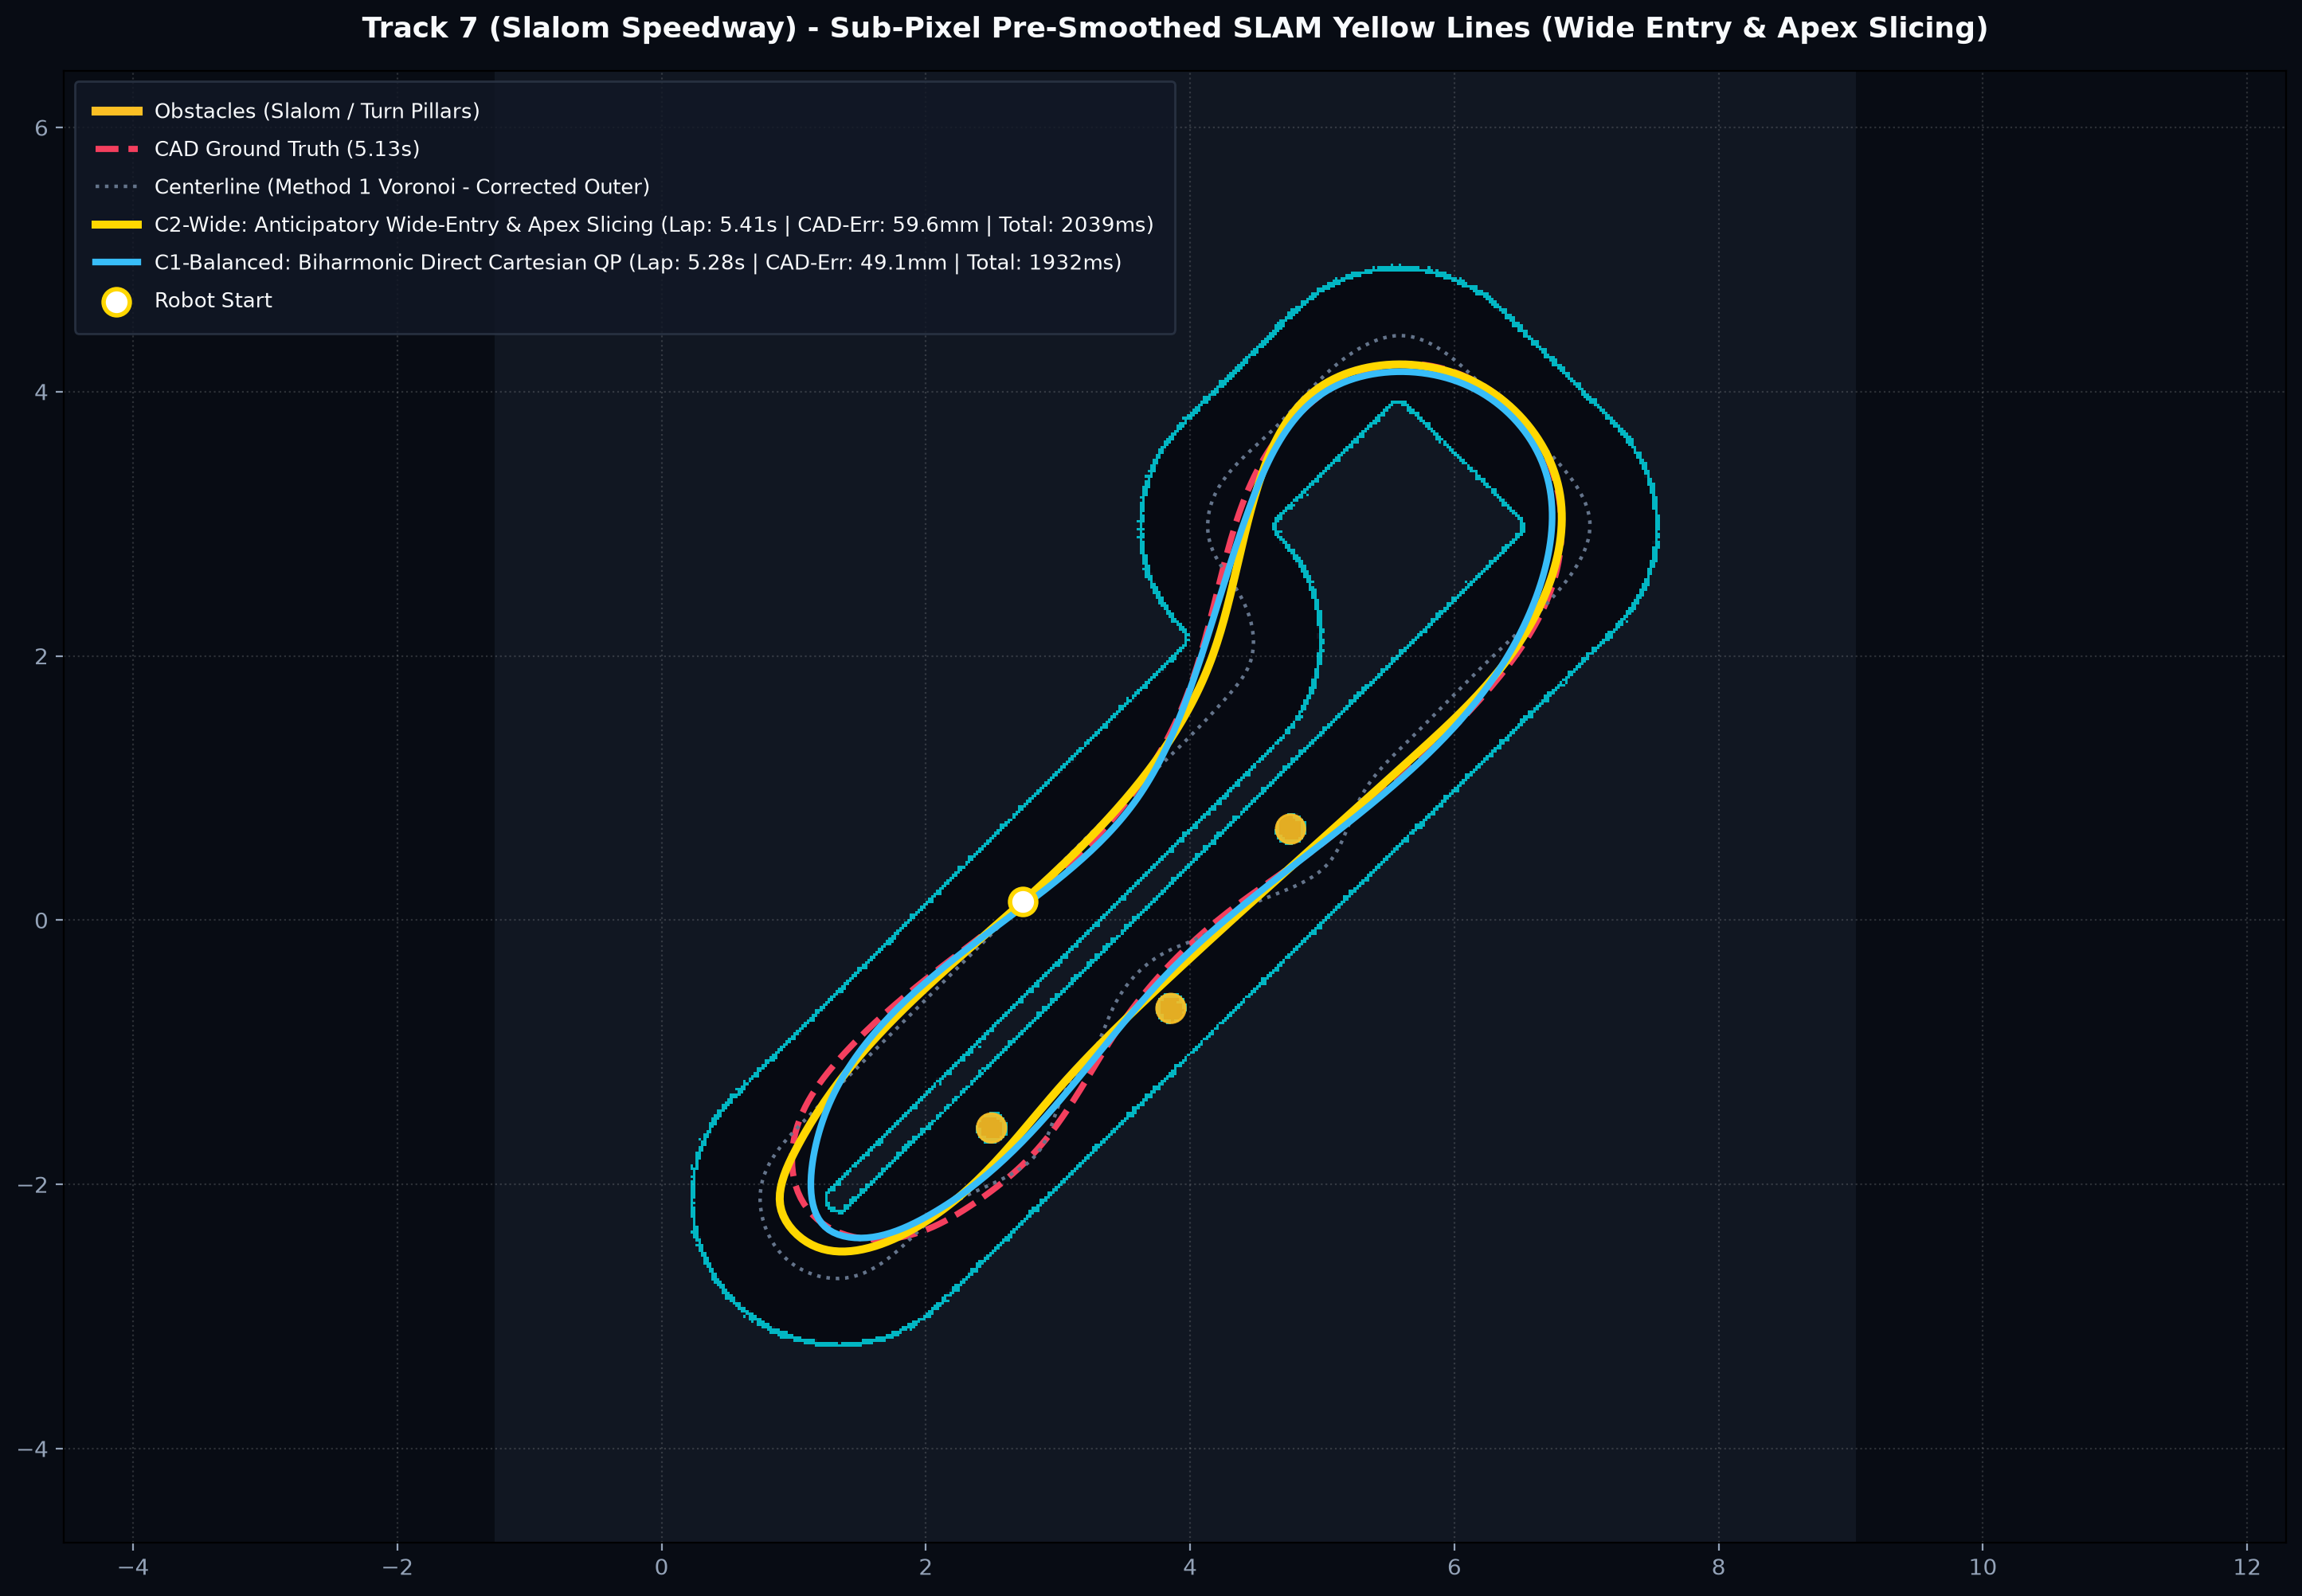 Track 7 (Slalom Speedway) - Sub-Pixel Pre-Smoothed SLAM Yellow Lines (Wide Entry & Apex Slicing)
Obstacles (Slalom / Turn Pillars)
CAD Ground Truth (5.13s)
Centerline (Method 1 Voronoi - Corrected Outer)
C2-Wide: Anticipatory Wide-Entry & Apex Slicing (Lap: 5.41s | CAD-Err: 59.6mm | Total: 2039ms)
C1-Balanced: Biharmonic Direct Cartesian QP (Lap: 5.28s | CAD-Err: 49.1mm | Total: 1932ms)
Robot Start
6
4
2
0
−2
−4
−4 −2 0 2 4 6 8 10 12